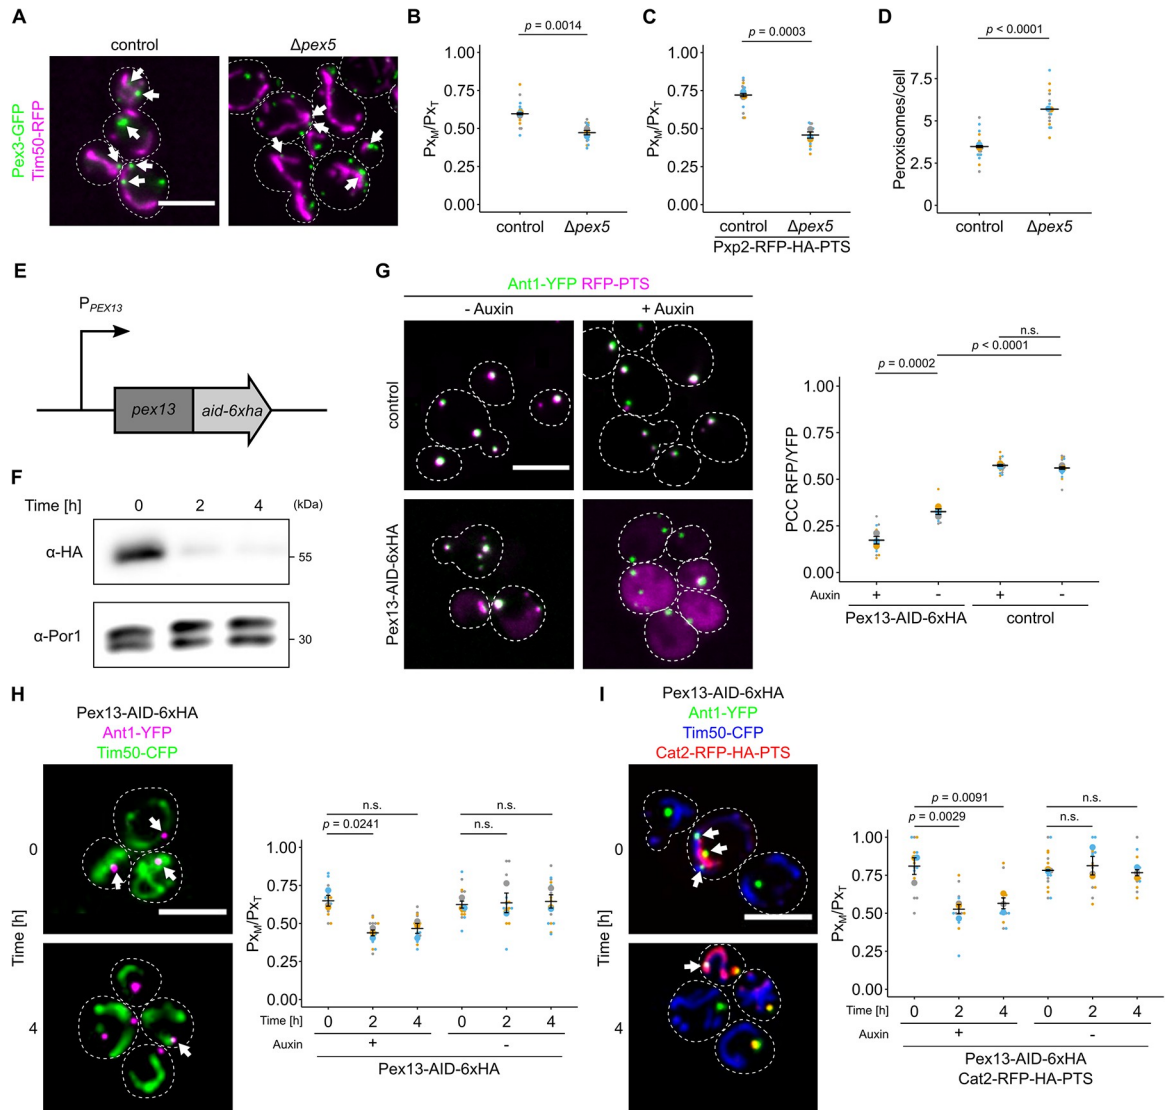 A
control
Δpex5
Pex3-GFP
Tim50-RFP
B
p = 0.0014
1.00
0.75
0.50
0.25
0.00
PxM/PxT
control
Δpex5
C
p = 0.0003
1.00
0.75
0.50
0.25
0.00
PxM/PxT
control
Δpex5
Pxp2-RFP-HA-PTS
D
p < 0.0001
7.5
5
2.5
0
Peroxisomes/cell
control
Δpex5
E
PPEX13
pex13
aid-6xha
F
Time [h]
0
2
4
(kDa)
α-HA
55
α-Por1
30
G
Ant1-YFP RFP-PTS
- Auxin
+ Auxin
control
Pex13-AID-6xHA
n.s.
p < 0.0001
p = 0.0002
1.00
0.75
0.50
0.25
0.00
PCC RFP/YFP
Auxin
+
-
+
-
Pex13-AID-6xHA
control
H
Pex13-AID-6xHA
Ant1-YFP
Tim50-CFP
Time [h]
0
4
n.s.
n.s.
p = 0.0241
n.s.
1.00
0.75
0.50
0.25
0.00
PxM/PxT
Time [h]
0
2
4
0
2
4
Auxin
+
-
Pex13-AID-6xHA
I
Pex13-AID-6xHA
Ant1-YFP
Tim50-CFP
Cat2-RFP-HA-PTS
Time [h]
0
4
p = 0.0091
n.s.
p = 0.0029
n.s.
1.00
0.75
0.50
0.25
0.00
PxM/PxT
Time [h]
0
2
4
0
2
4
Auxin
+
-
Pex13-AID-6xHA
Cat2-RFP-HA-PTS